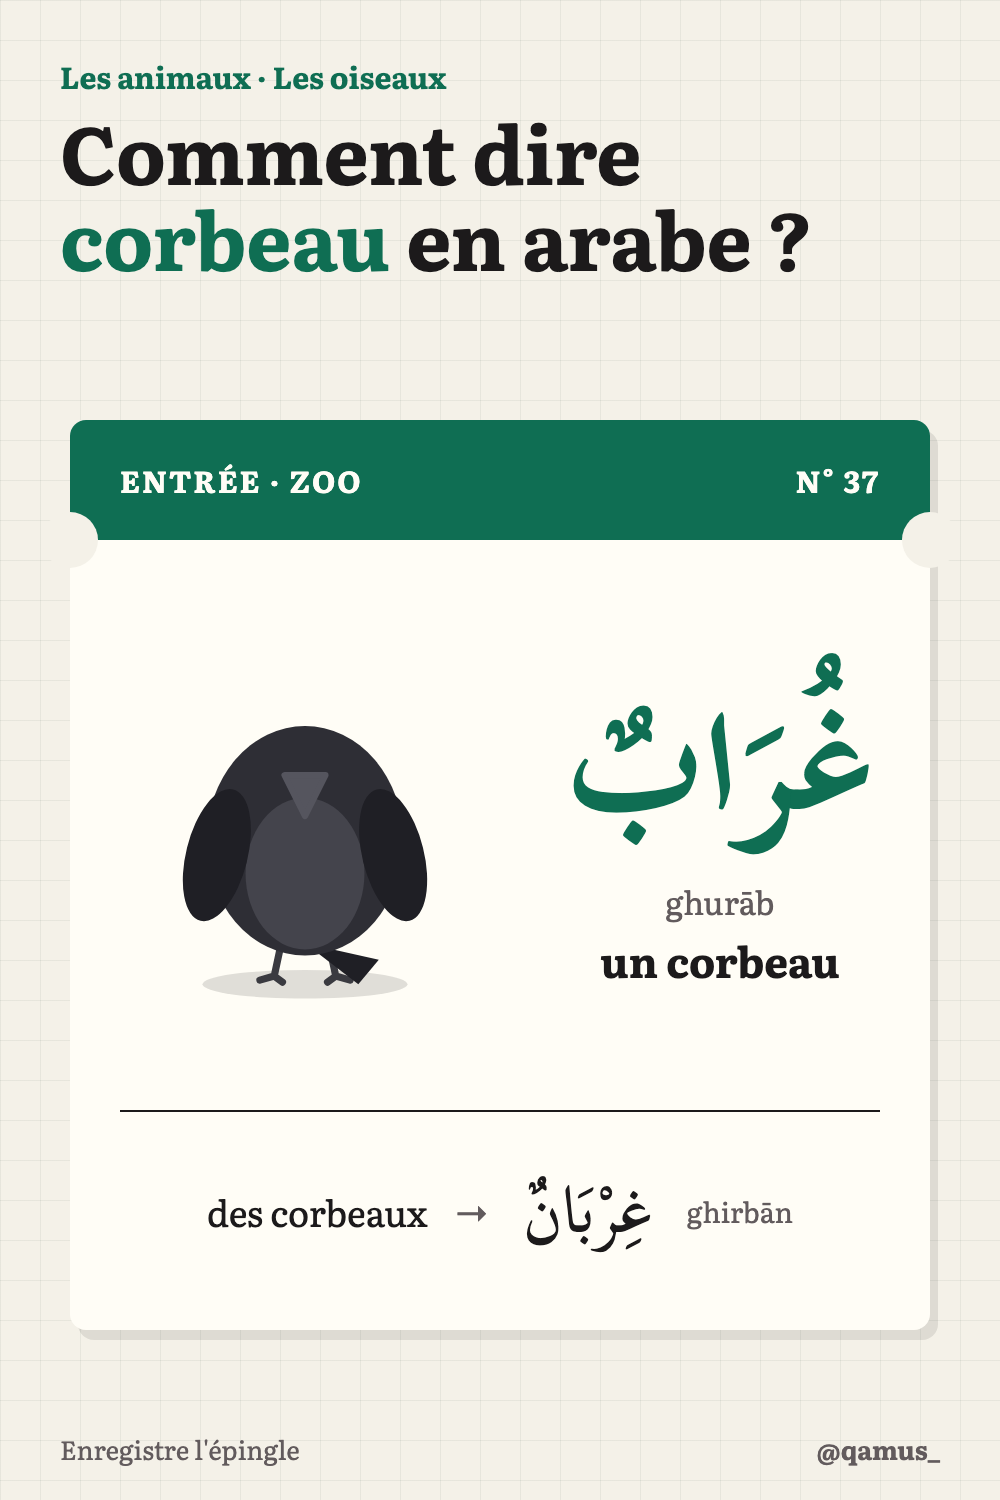 Les animaux · Les oiseaux
Comment dire
corbeau en arabe ?
ENTRÉE · ZOO
N° 37
غُرَابٌ
ghurāb
un corbeau
des corbeaux → غِرْبَانٌ ghirbān
Enregistre l'épingle
@qamus_